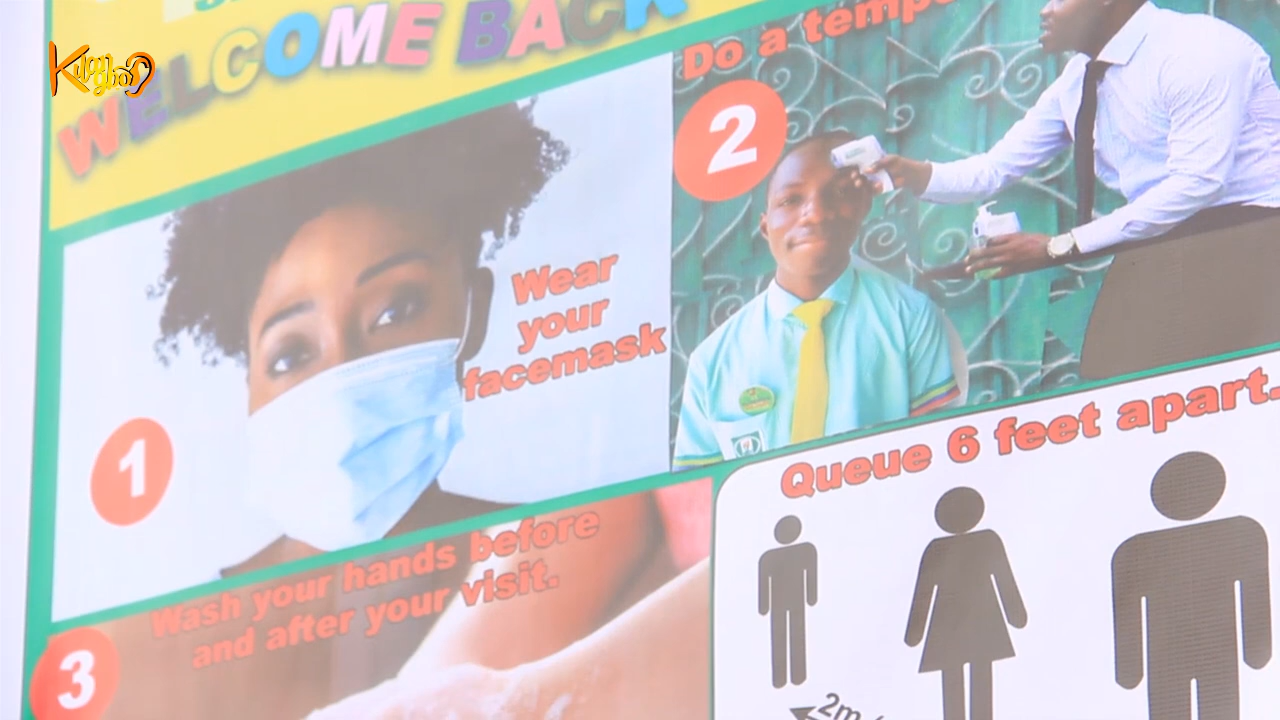 WELCOME BACK
Do a
2
Wear
your
facemask
1
Queue 6 feet apart.
Wash your hands before
and after your visit.
3
2m